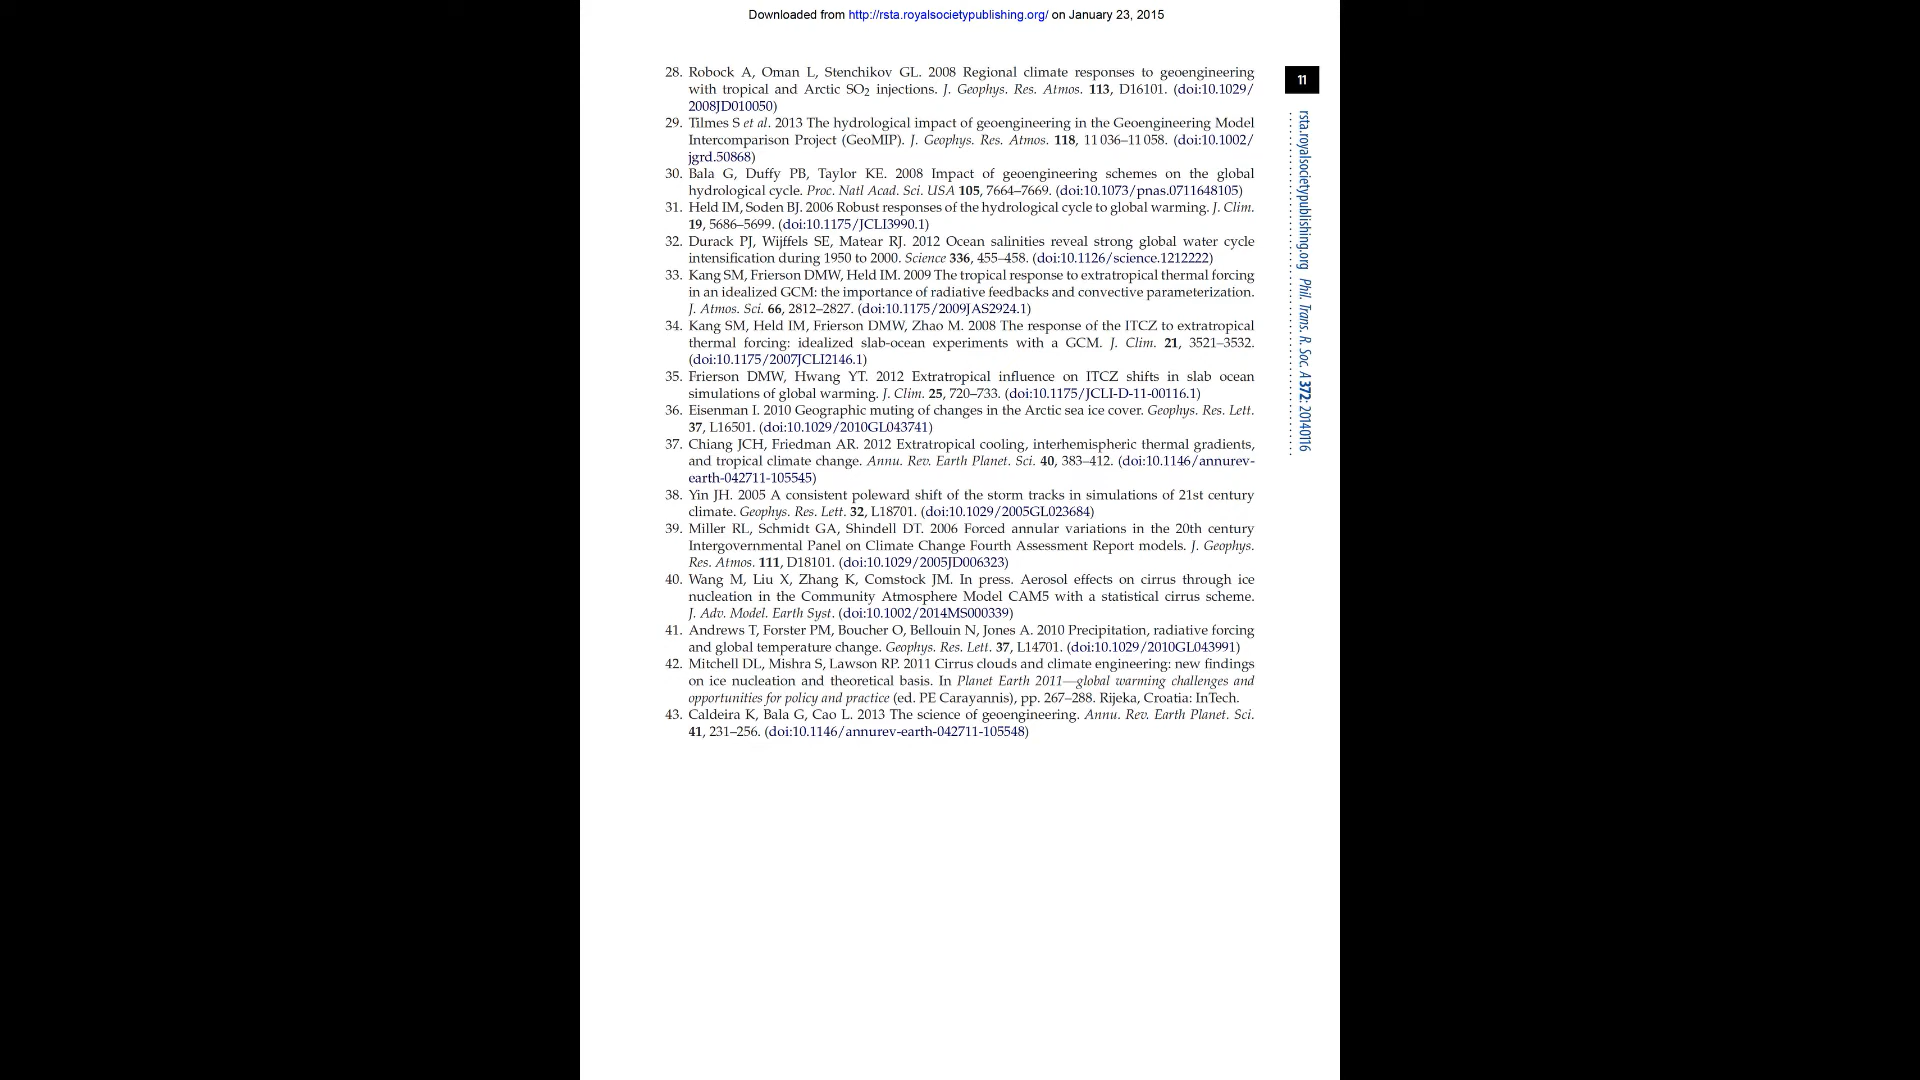 Downloaded from http://rsta.royalsocietypublishing.org/ on January 23, 2015
11
28. Robock A, Oman L, Stenchikov GL. 2008 Regional climate responses to geoengineering
with tropical and Arctic SO2 injections. J. Geophys. Res. Atmos. 113, D16101. (doi:10.1029/
2008JD010050)
29. Tilmes S et al. 2013 The hydrological impact of geoengineering in the Geoengineering Model
Intercomparison Project (GeoMIP). J. Geophys. Res. Atmos. 118, 11 036–11 058. (doi:10.1002/
jgrd.50868)
30. Bala G, Duffy PB, Taylor KE. 2008 Impact of geoengineering schemes on the global
hydrological cycle. Proc. Natl Acad. Sci. USA 105, 7664–7669. (doi:10.1073/pnas.0711648105)
31. Held IM, Soden BJ. 2006 Robust responses of the hydrological cycle to global warming. J. Clim.
19, 5686–5699. (doi:10.1175/JCLI3990.1)
32. Durack PJ, Wijffels SE, Matear RJ. 2012 Ocean salinities reveal strong global water cycle
intensification during 1950 to 2000. Science 336, 455–458. (doi:10.1126/science.1212222)
33. Kang SM, Frierson DMW, Held IM. 2009 The tropical response to extratropical thermal forcing
in an idealized GCM: the importance of radiative feedbacks and convective parameterization.
J. Atmos. Sci. 66, 2812–2827. (doi:10.1175/2009JAS2924.1)
34. Kang SM, Held IM, Frierson DMW, Zhao M. 2008 The response of the ITCZ to extratropical
thermal forcing: idealized slab-ocean experiments with a GCM. J. Clim. 21, 3521–3532.
(doi:10.1175/2007JCLI2146.1)
35. Frierson DMW, Hwang YT. 2012 Extratropical influence on ITCZ shifts in slab ocean
simulations of global warming. J. Clim. 25, 720–733. (doi:10.1175/JCLI-D-11-00116.1)
36. Eisenman I. 2010 Geographic muting of changes in the Arctic sea ice cover. Geophys. Res. Lett.
37, L16501. (doi:10.1029/2010GL043741)
37. Chiang JCH, Friedman AR. 2012 Extratropical cooling, interhemispheric thermal gradients,
and tropical climate change. Annu. Rev. Earth Planet. Sci. 40, 383–412. (doi:10.1146/annurev-
earth-042711-105545)
38. Yin JH. 2005 A consistent poleward shift of the storm tracks in simulations of 21st century
climate. Geophys. Res. Lett. 32, L18701. (doi:10.1029/2005GL023684)
39. Miller RL, Schmidt GA, Shindell DT. 2006 Forced annular variations in the 20th century
Intergovernmental Panel on Climate Change Fourth Assessment Report models. J. Geophys.
Res. Atmos. 111, D18101. (doi:10.1029/2005JD006323)
40. Wang M, Liu X, Zhang K, Comstock JM. In press. Aerosol effects on cirrus through ice
nucleation in the Community Atmosphere Model CAM5 with a statistical cirrus scheme.
J. Adv. Model. Earth Syst. (doi:10.1002/2014MS000339)
41. Andrews T, Forster PM, Boucher O, Bellouin N, Jones A. 2010 Precipitation, radiative forcing
and global temperature change. Geophys. Res. Lett. 37, L14701. (doi:10.1029/2010GL043991)
42. Mitchell DL, Mishra S, Lawson RP. 2011 Cirrus clouds and climate engineering: new findings
on ice nucleation and theoretical basis. In Planet Earth 2011—global warming challenges and
opportunities for policy and practice (ed. PE Carayannis), pp. 267–288. Rijeka, Croatia: InTech.
43. Caldeira K, Bala G, Cao L. 2013 The science of geoengineering. Annu. Rev. Earth Planet. Sci.
41, 231–256. (doi:10.1146/annurev-earth-042711-105548)
rsta.royalsocietypublishing.org Phil. Trans. R. Soc. A 372: 20140116